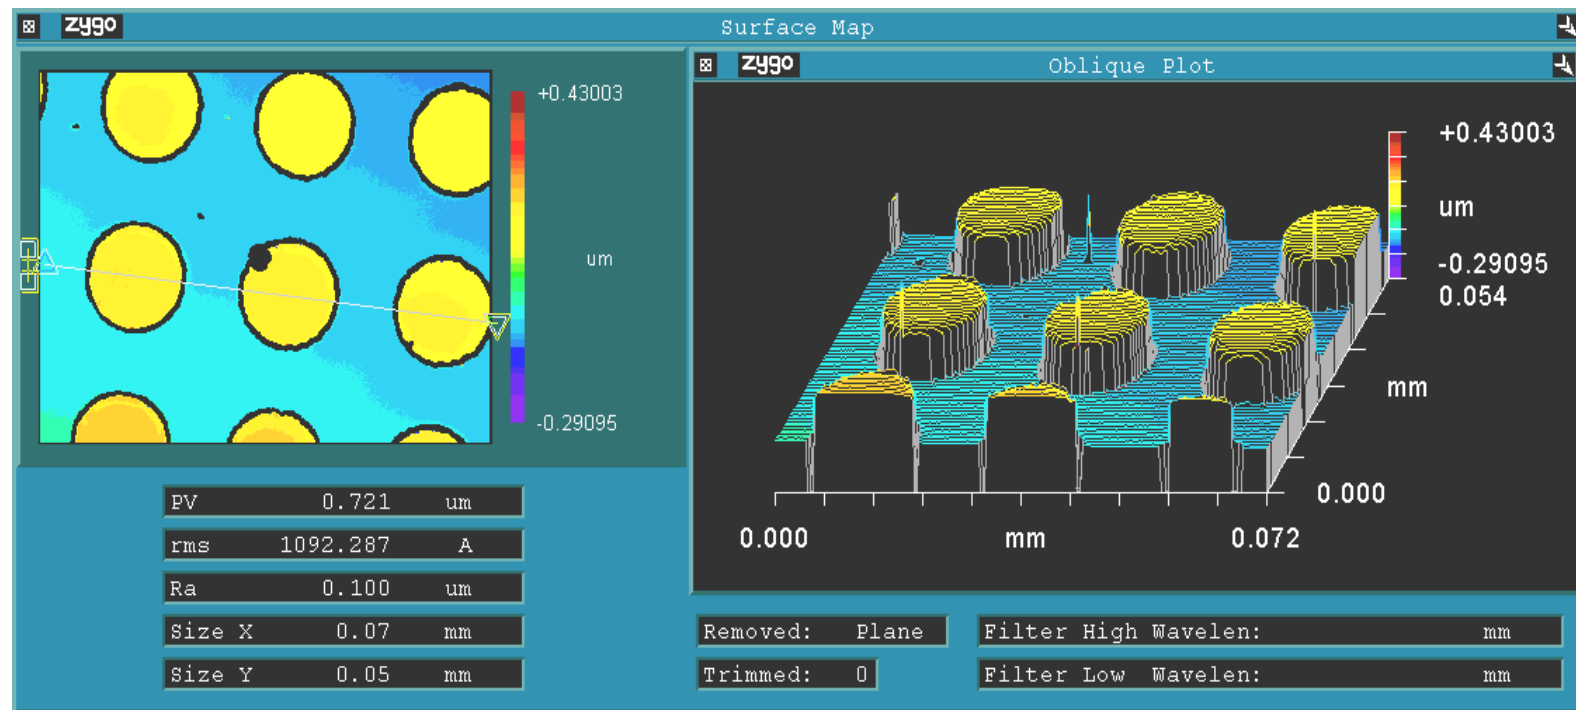 zygo Surface Map
+0.43003
um
-0.29095
zygo Oblique Plot
+0.43003
um
-0.29095
0.054
mm
0.000
0.000 mm 0.072
PV 0.721 um
rms 1092.287 A
Ra 0.100 um
Size X 0.07 mm
Size Y 0.05 mm
Removed: Plane
Trimmed: 0
Filter High Wavelen: mm
Filter Low Wavelen: mm